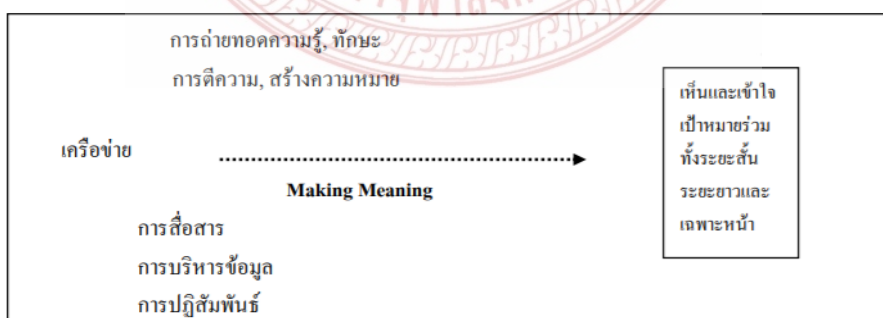 การถ่ายทอดความรู้, ทักษะ
การตีความ, สร้างความหมาย
เครือข่าย
Making Meaning
การสื่อสาร
การบริหารข้อมูล
การปฏิสัมพันธ์
เห็นและเข้าใจ
เป้าหมายร่วม
ทั้งระยะสั้น
ระยะยาวและ
เฉพาะหน้า